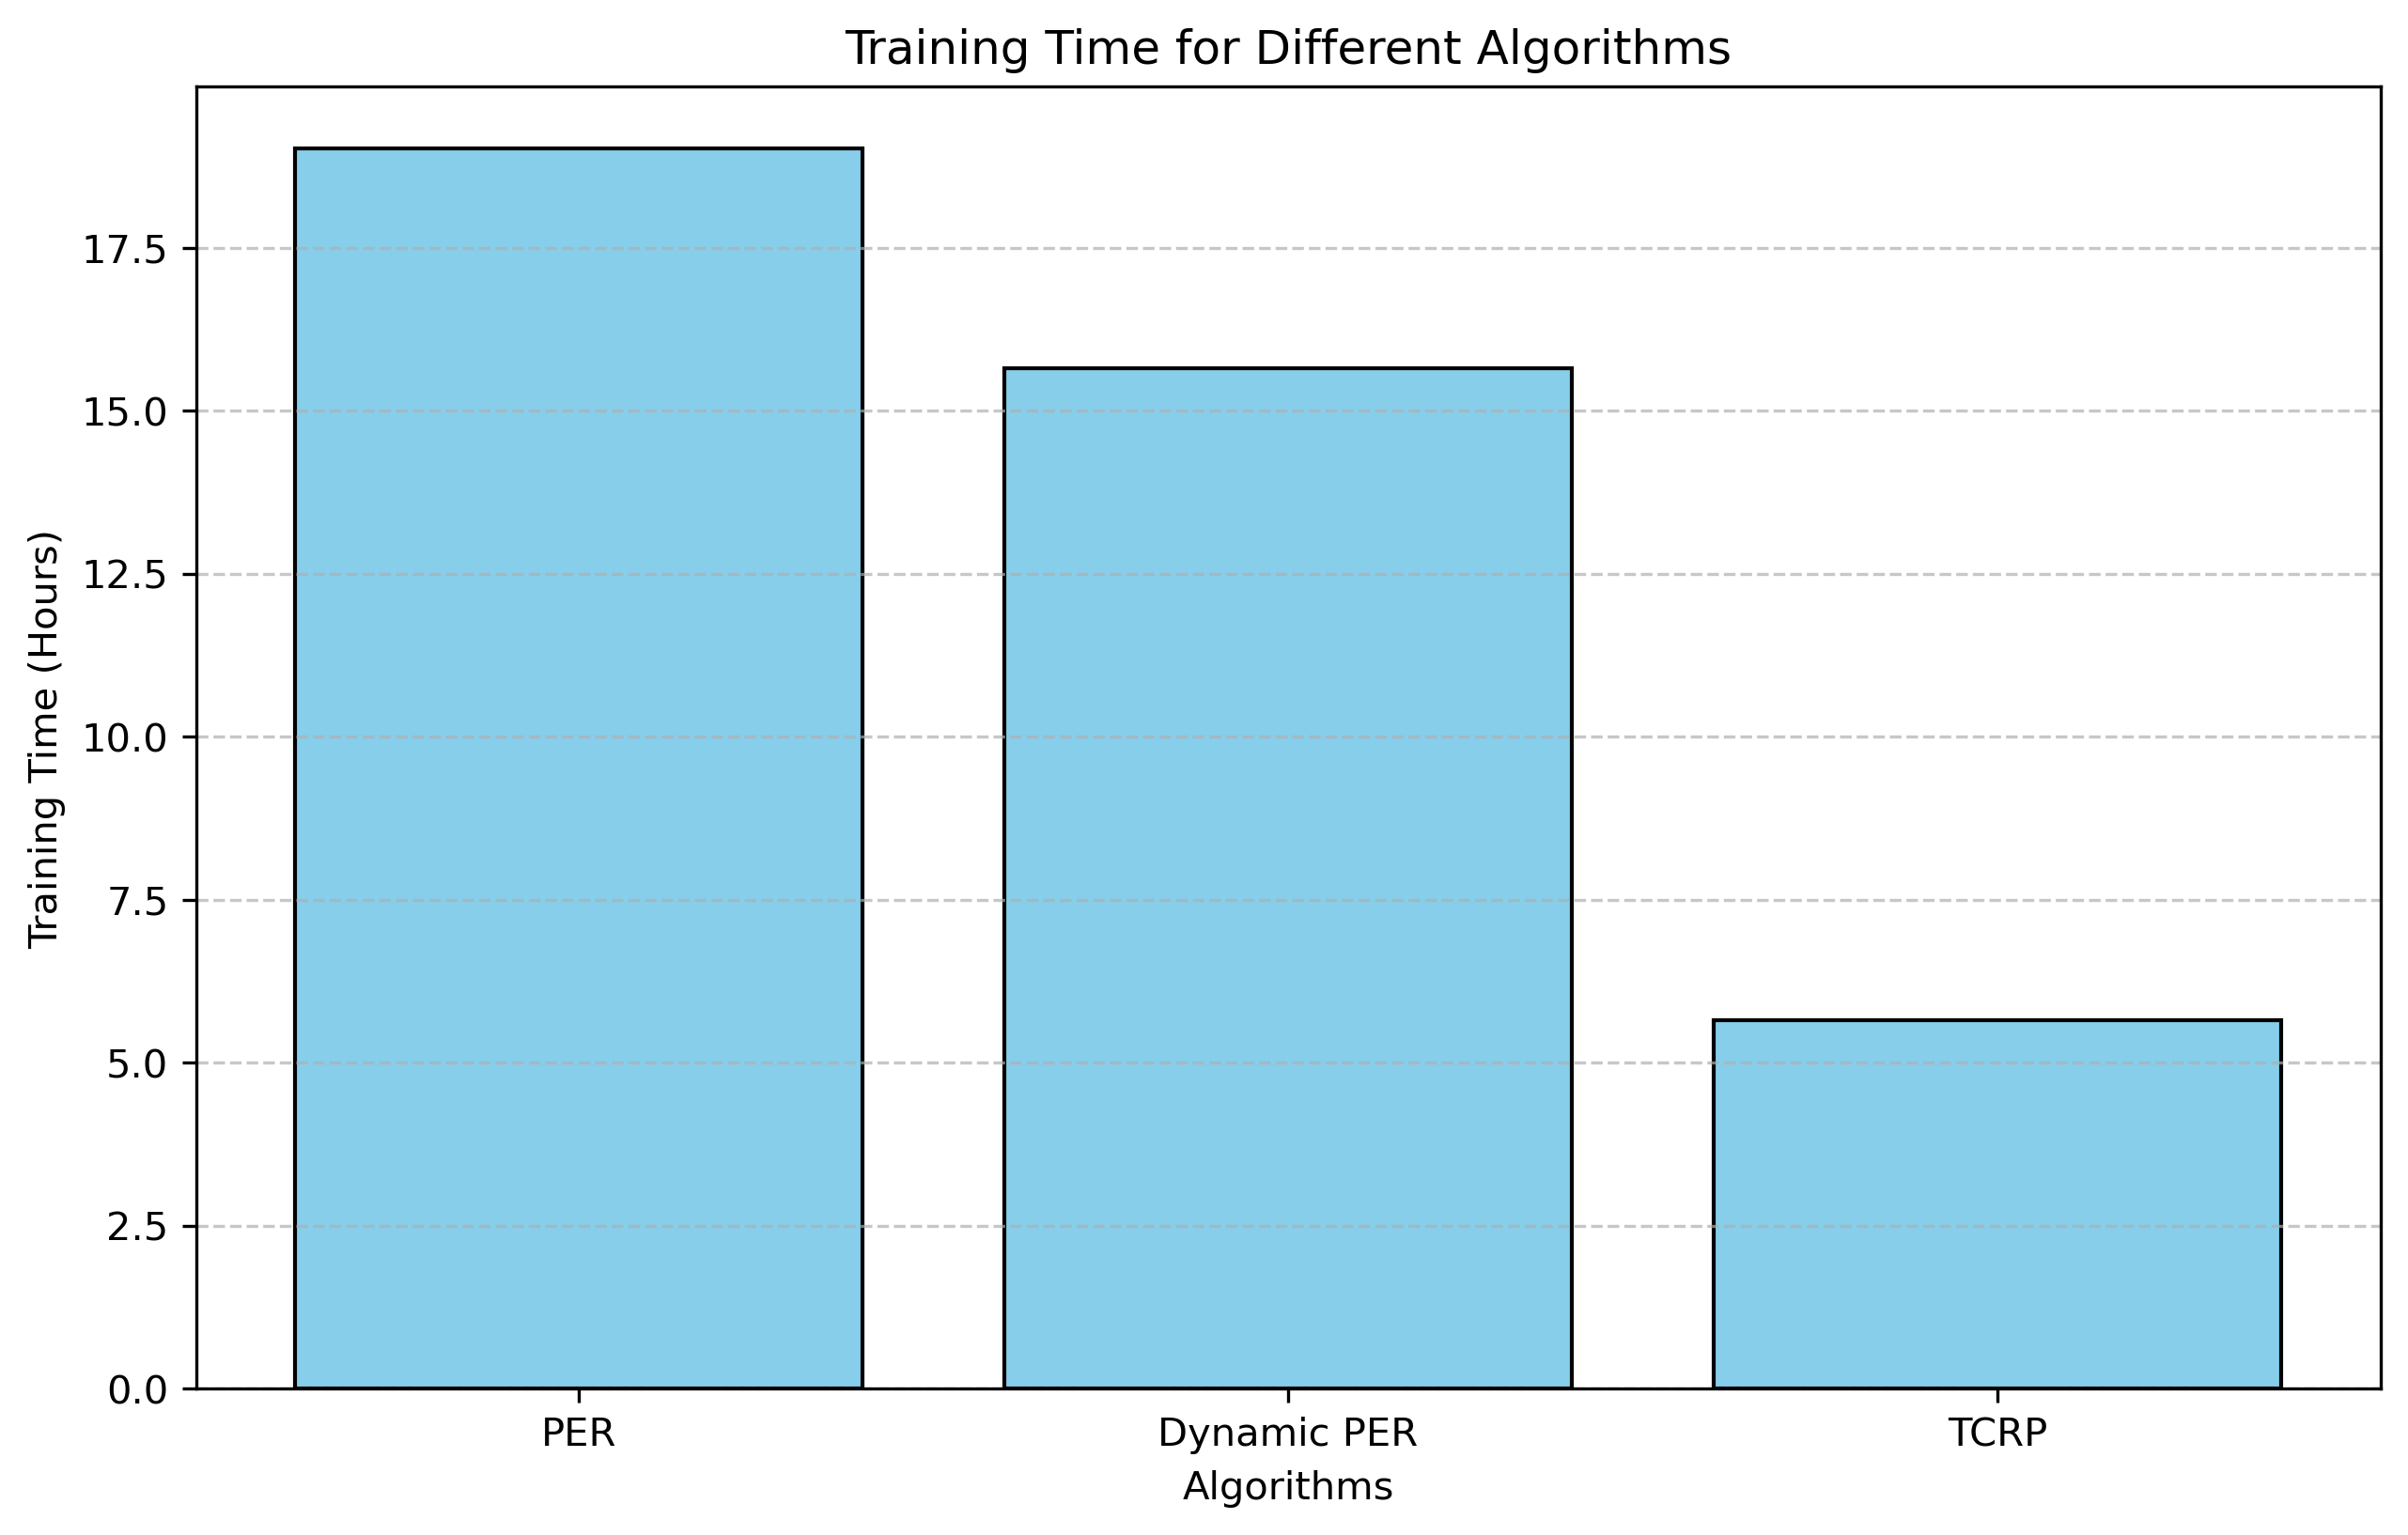 Training Time for Different Algorithms
Training Time (Hours)
17.5
15.0
12.5
10.0
7.5
5.0
2.5
0.0
PER
Dynamic PER
TCRP
Algorithms